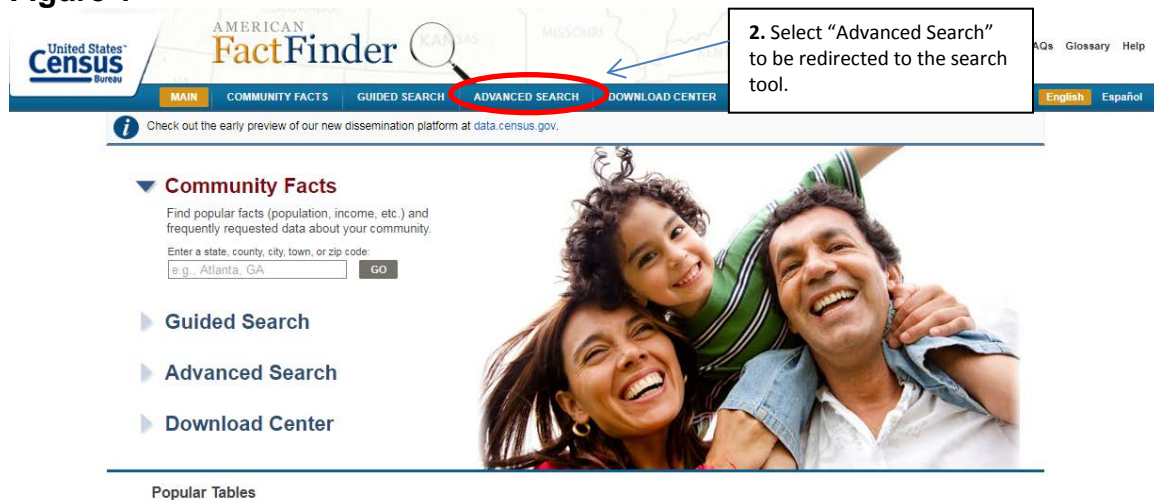 Figure
United States®
Census
Bureau
AMERICAN
FactFinder
KANSAS
MISSOURI
2. Select “Advanced Search”
to be redirected to the search
tool.
AQs Glossary Help
MAIN COMMUNITY FACTS GUIDED SEARCH ADVANCED SEARCH DOWNLOAD CENTER English Español
i Check out the early preview of our new dissemination platform at data.census.gov.
Community Facts
Find popular facts (population, income, etc.) and
frequently requested data about your community.
Enter a state, county, city, town, or zip code:
e.g., Atlanta, GA GO
Guided Search
Advanced Search
Download Center
Popular Tables